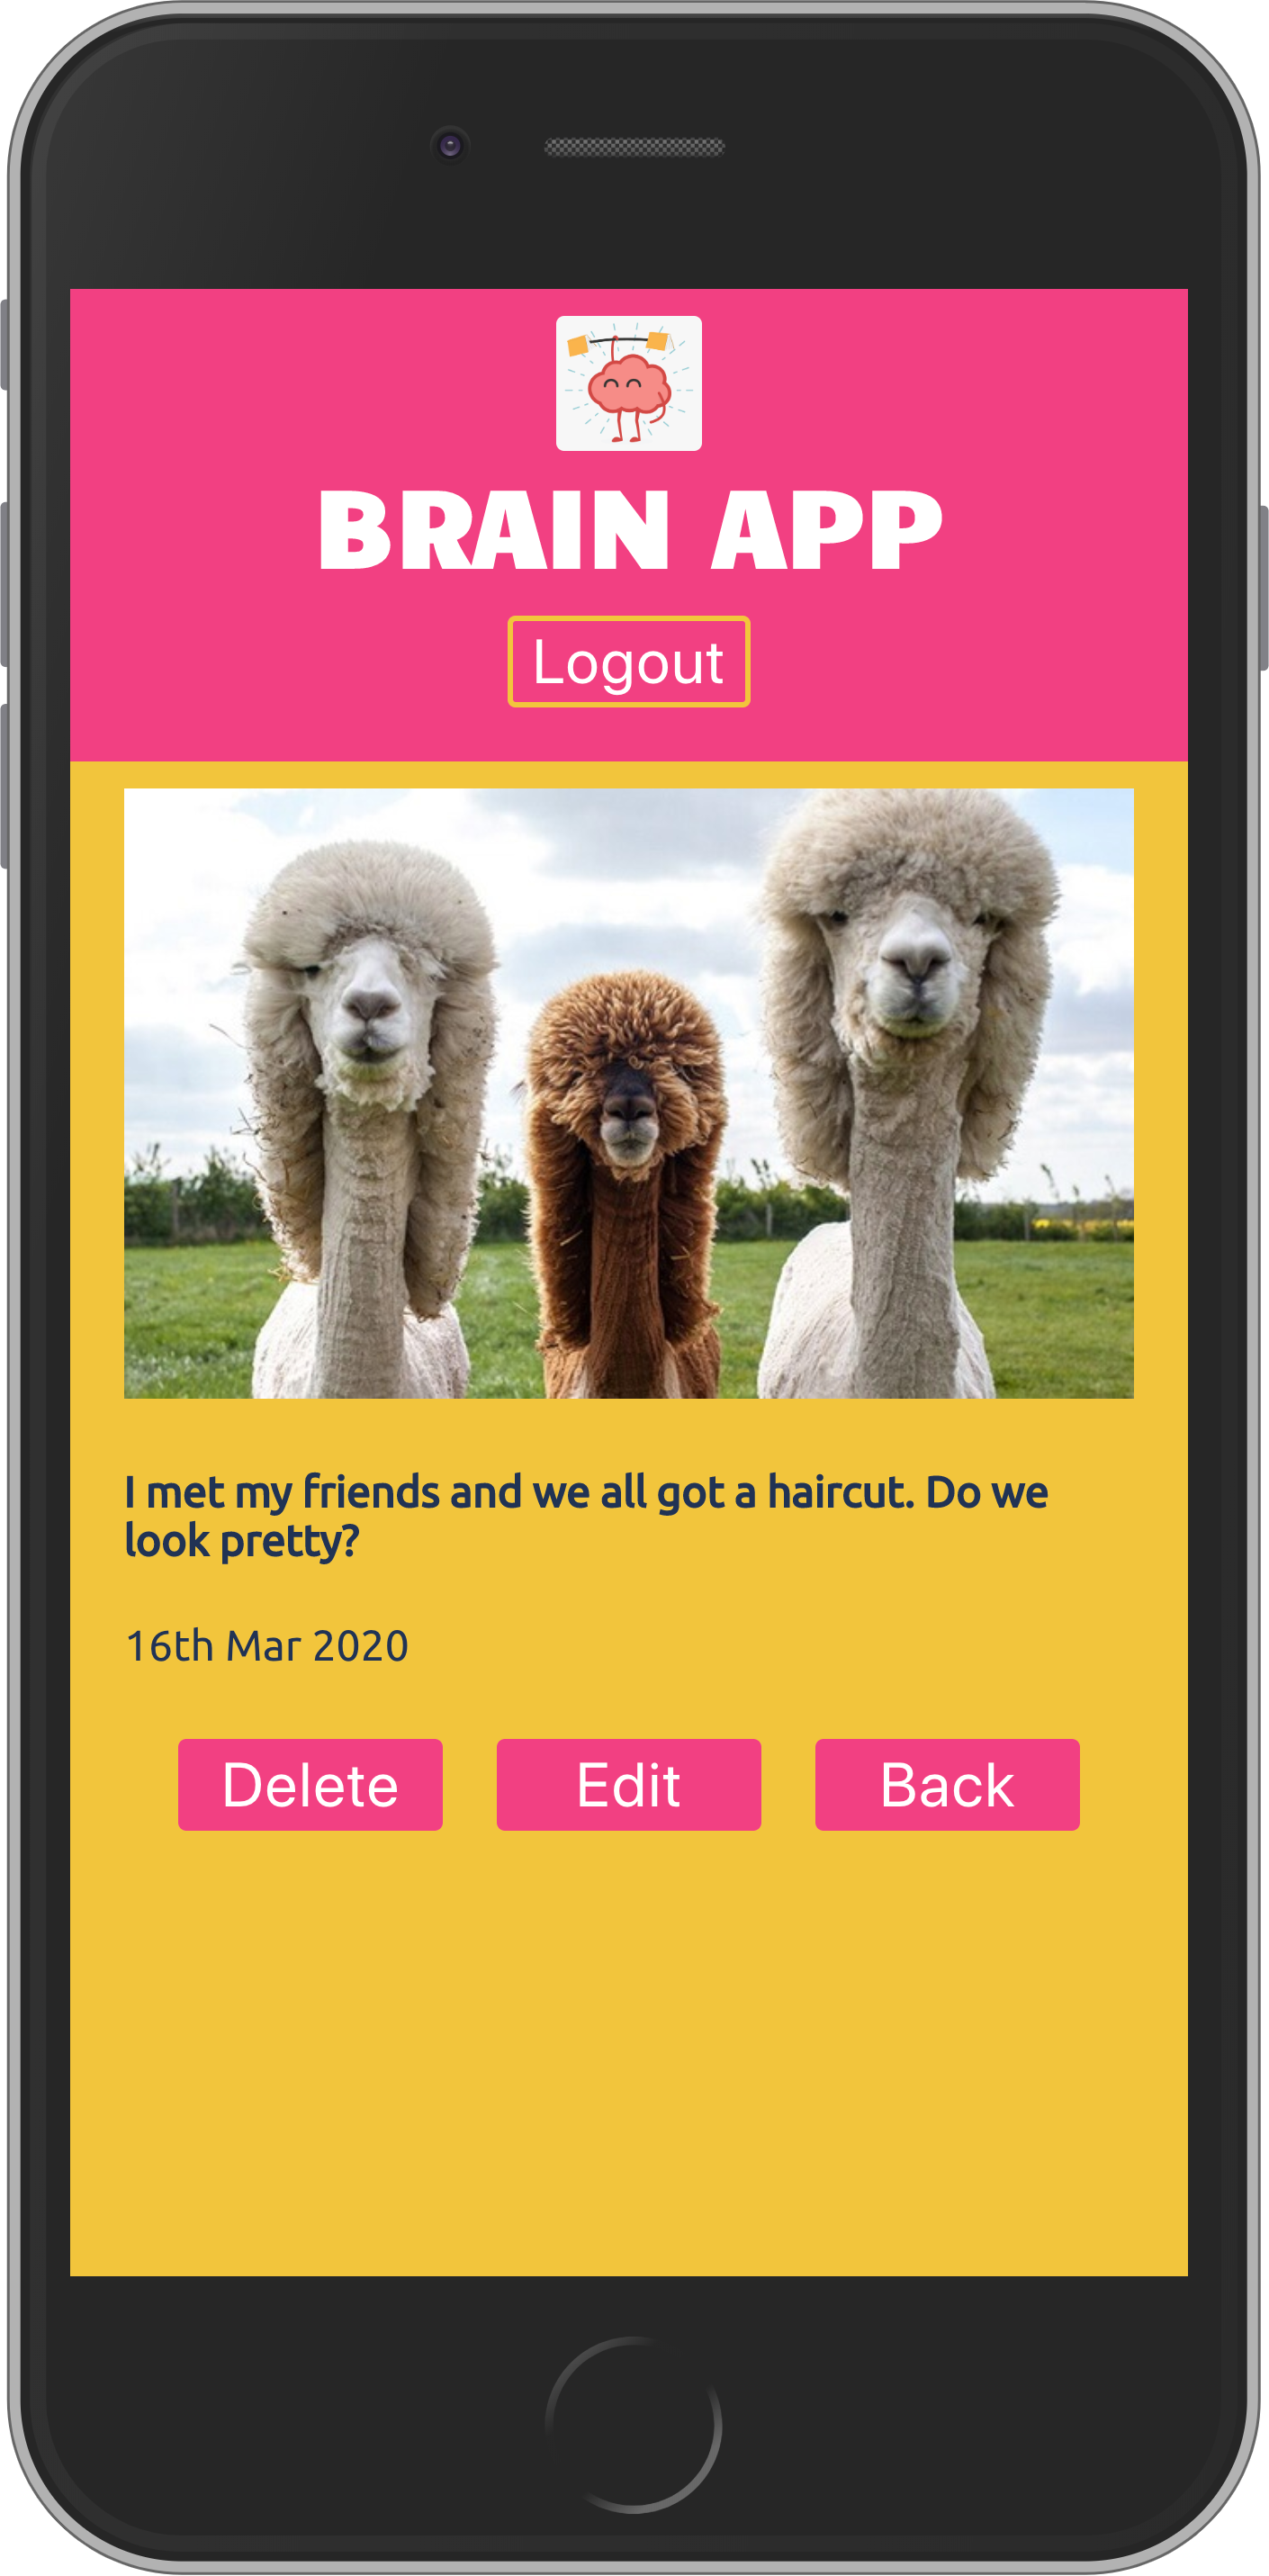 BRAIN APP
Logout
I met my friends and we all got a haircut. Do we
look pretty?
16th Mar 2020
Delete Edit Back